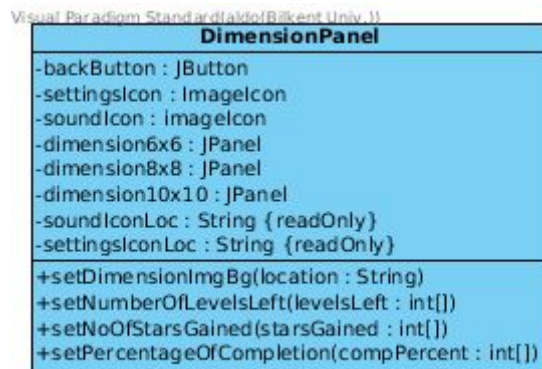 Visual Paradigm Standard(aldo(Bilkent Univ.))
DimensionPanel
-backButton : JButton
-settingsIcon : ImageIcon
-soundIcon : imageIcon
-dimension6x6 : JPanel
-dimension8x8 : JPanel
-dimension10x10 : JPanel
-soundIconLoc : String {readOnly}
-settingsIconLoc : String {readOnly}
+setDimensionImgBg(location : String)
+setNumberOfLevelsLeft(levelsLeft : int[])
+setNoOfStarsGained(starsGained : int[])
+setPercentageOfCompletion(compPercent : int[])